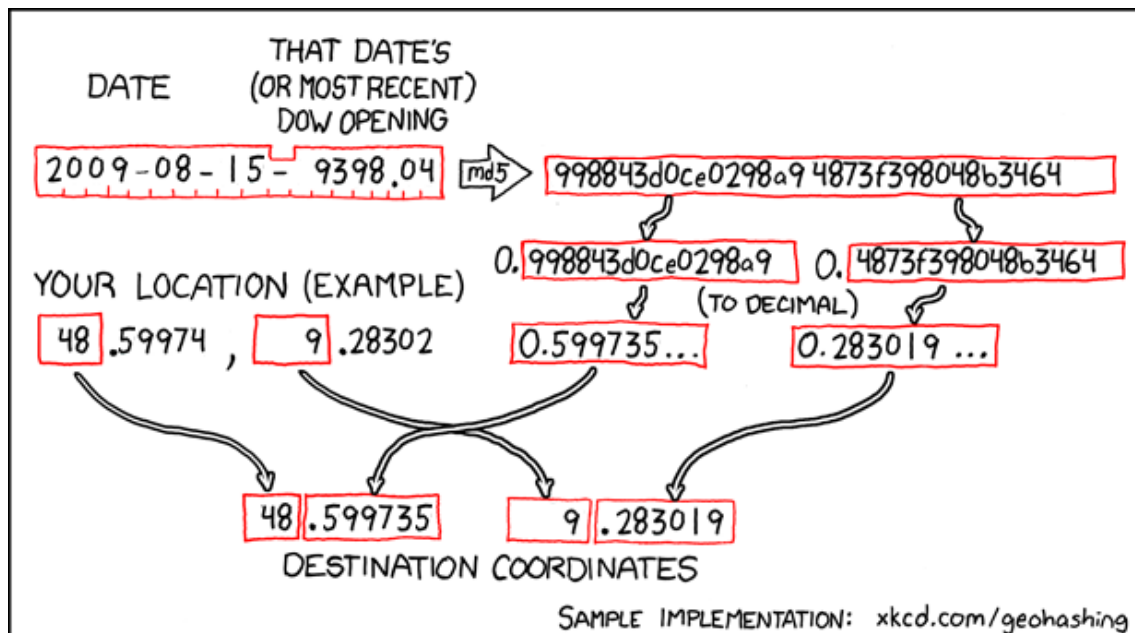 THAT DATE'S
DATE (OR MOST RECENT)
DOW OPENING
2009-08-15- 9398.04 md5 998843d0ce0298a94873f398048b3464
0.998843d0ce0298a9 0.4873f398048b3464
YOUR LOCATION (EXAMPLE) (TO DECIMAL)
48.59974, 9.28302 0.599735... 0.283019...
48.599735 9.283019
DESTINATION COORDINATES
SAMPLE IMPLEMENTATION: xkcd.com/geohashing